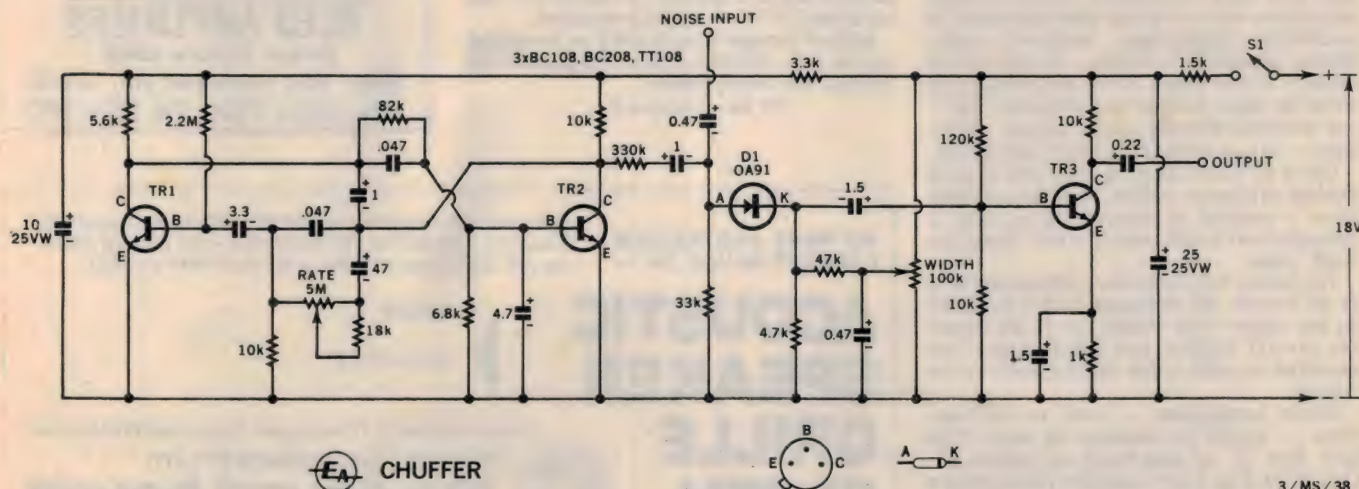 NOISE INPUT
3xBC108, BC208, TT108
S1
3.3k
1.5k
+
5.6k
2.2M
82k
.047
10k
0.47
330k
1
120k
10k
0.22
OUTPUT
TR1
C
B
E
3.3
.047
1
TR2
C
B
E
D1
OA91
A
K
1.5
TR3
C
B
E
10
25VW
47
RATE
5M
18k
10k
6.8k
4.7
33k
47k
WIDTH
100k
4.7k
0.47
10k
1.5
1k
25
25VW
18V
-
EA
CHUFFER
B
E
C
A
K
3/MS/38